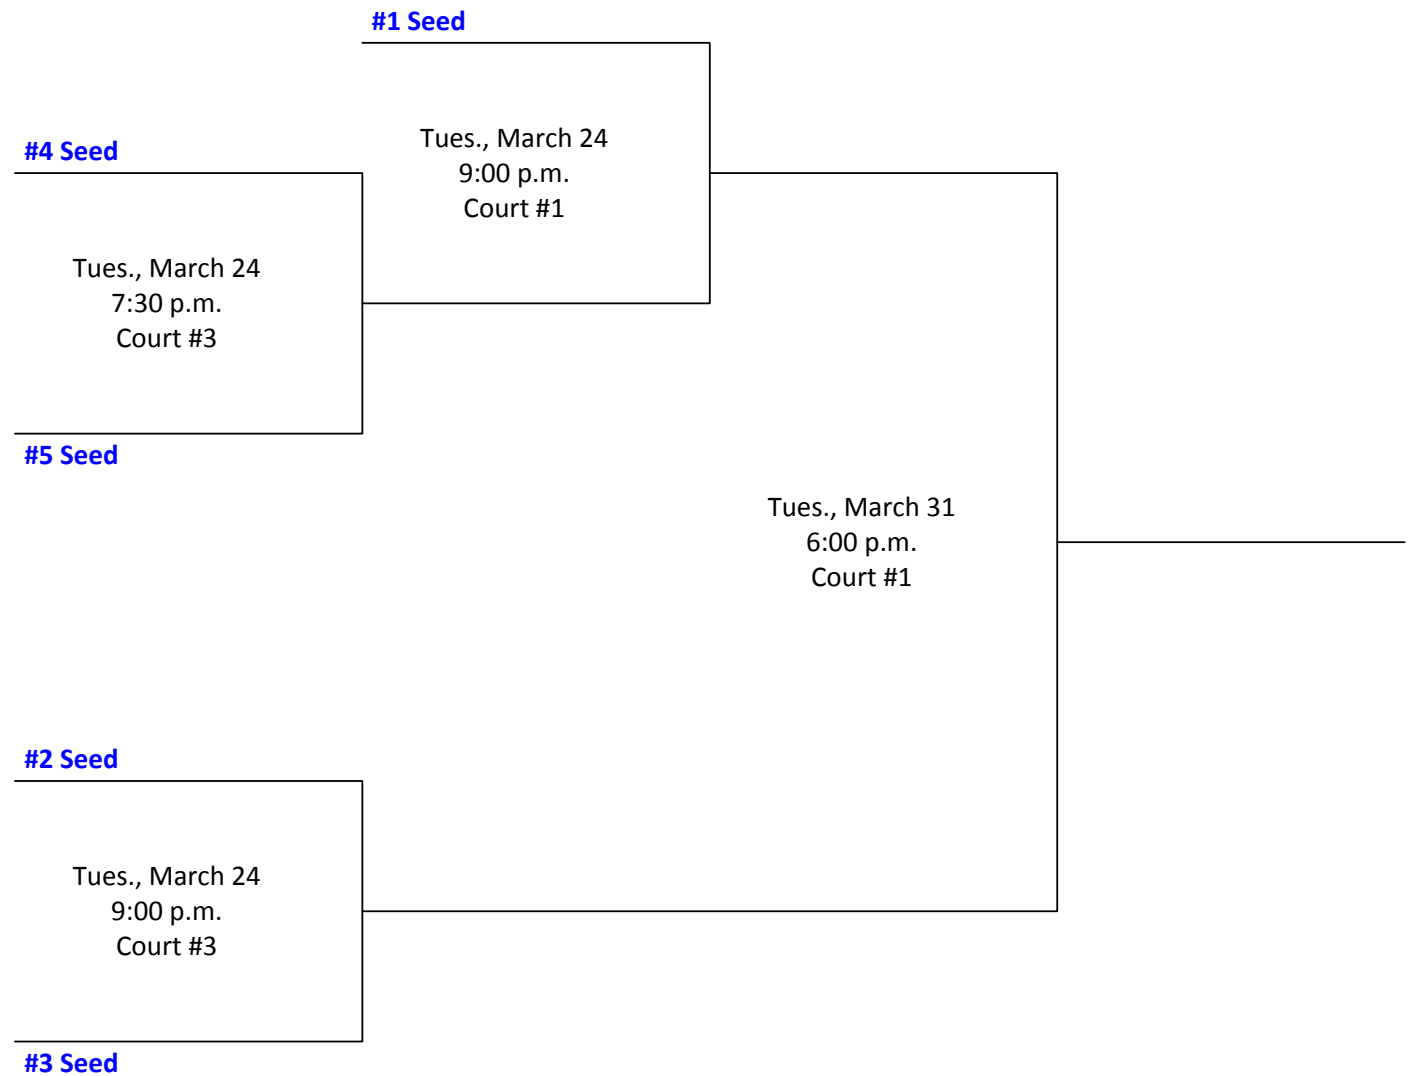 #1 Seed
Tues., March 24
9:00 p.m.
Court #1
#4 Seed
Tues., March 24
7:30 p.m.
Court #3
#5 Seed
Tues., March 31
6:00 p.m.
Court #1
#2 Seed
Tues., March 24
9:00 p.m.
Court #3
#3 Seed